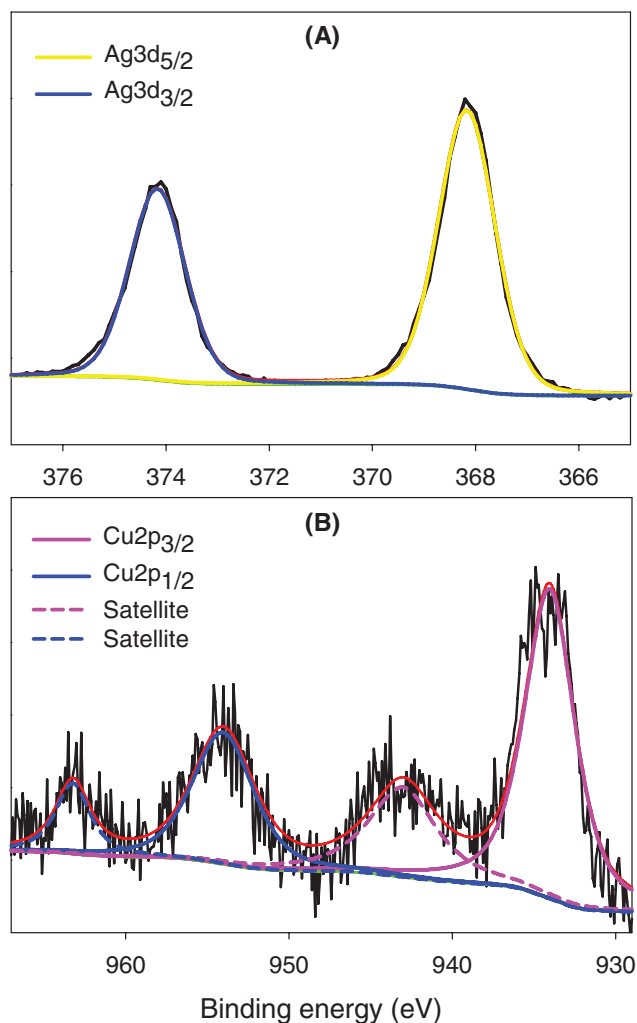 (A)
Ag3d5/2
Ag3d3/2
376 374 372 370 368 366
(B)
Cu2p3/2
Cu2p1/2
Satellite
Satellite
960 950 940 930
Binding energy (eV)